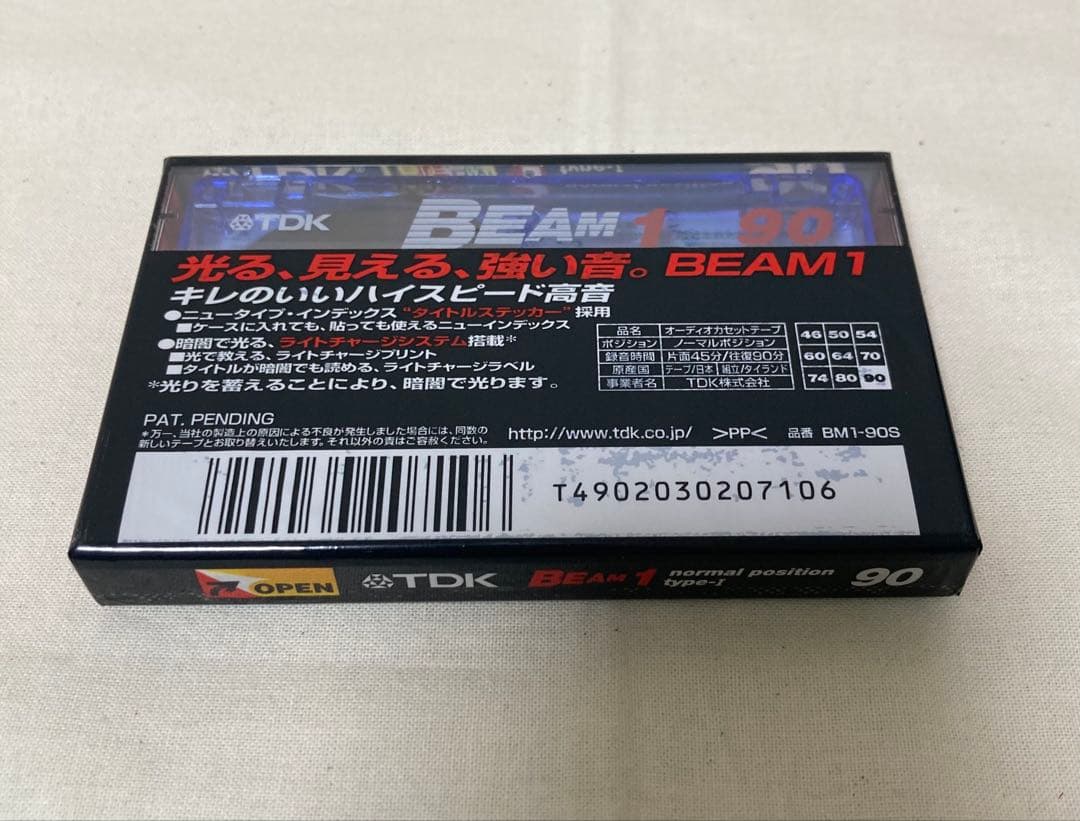 TDK type-I 90
TDK BEAM 1 90
光る、見える、強い音。BEAM1
キレのいいハイスピード高音
●ニュータイプ・インデックス"タイトルステッカー"採用
■ケースに入れても、貼っても使えるニューインデックス
●暗闇で光る、ライトチャージシステム搭載*
■光で教える、ライトチャージプリント
■タイトルが暗闇でも読める、ライトチャージラベル
*光りを蓄えることにより、暗闇で光ります。
品名 オーディオカセットテープ
ポジション ノーマルポジション
録音時間 片面45分/往復90分
原産国 テープ/日本 組立/タイランド
事業者名 TDK株式会社
46 50 54
60 64 70
74 80 90
PAT. PENDING
*万一、当社の製造上の原因による不良が発生しました場合には、同数の
新しいテープとお取り替えいたします。それ以外の責はご容赦ください。
http://www.tdk.co.jp/ >PP< 品番 BM1-90S
T4902030207106
OPEN TDK BEAM 1 normal position type-I 90